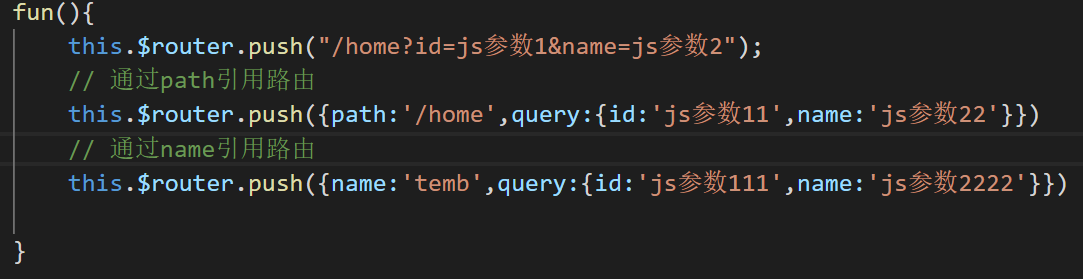 fun(){
this.$router.push("/home?id=js参数1&name=js参数2");
// 通过path引用路由
this.$router.push({path:'/home',query:{id:'js参数11',name:'js参数22'}})
// 通过name引用路由
this.$router.push({name:'temb',query:{id:'js参数111',name:'js参数2222'}})
}